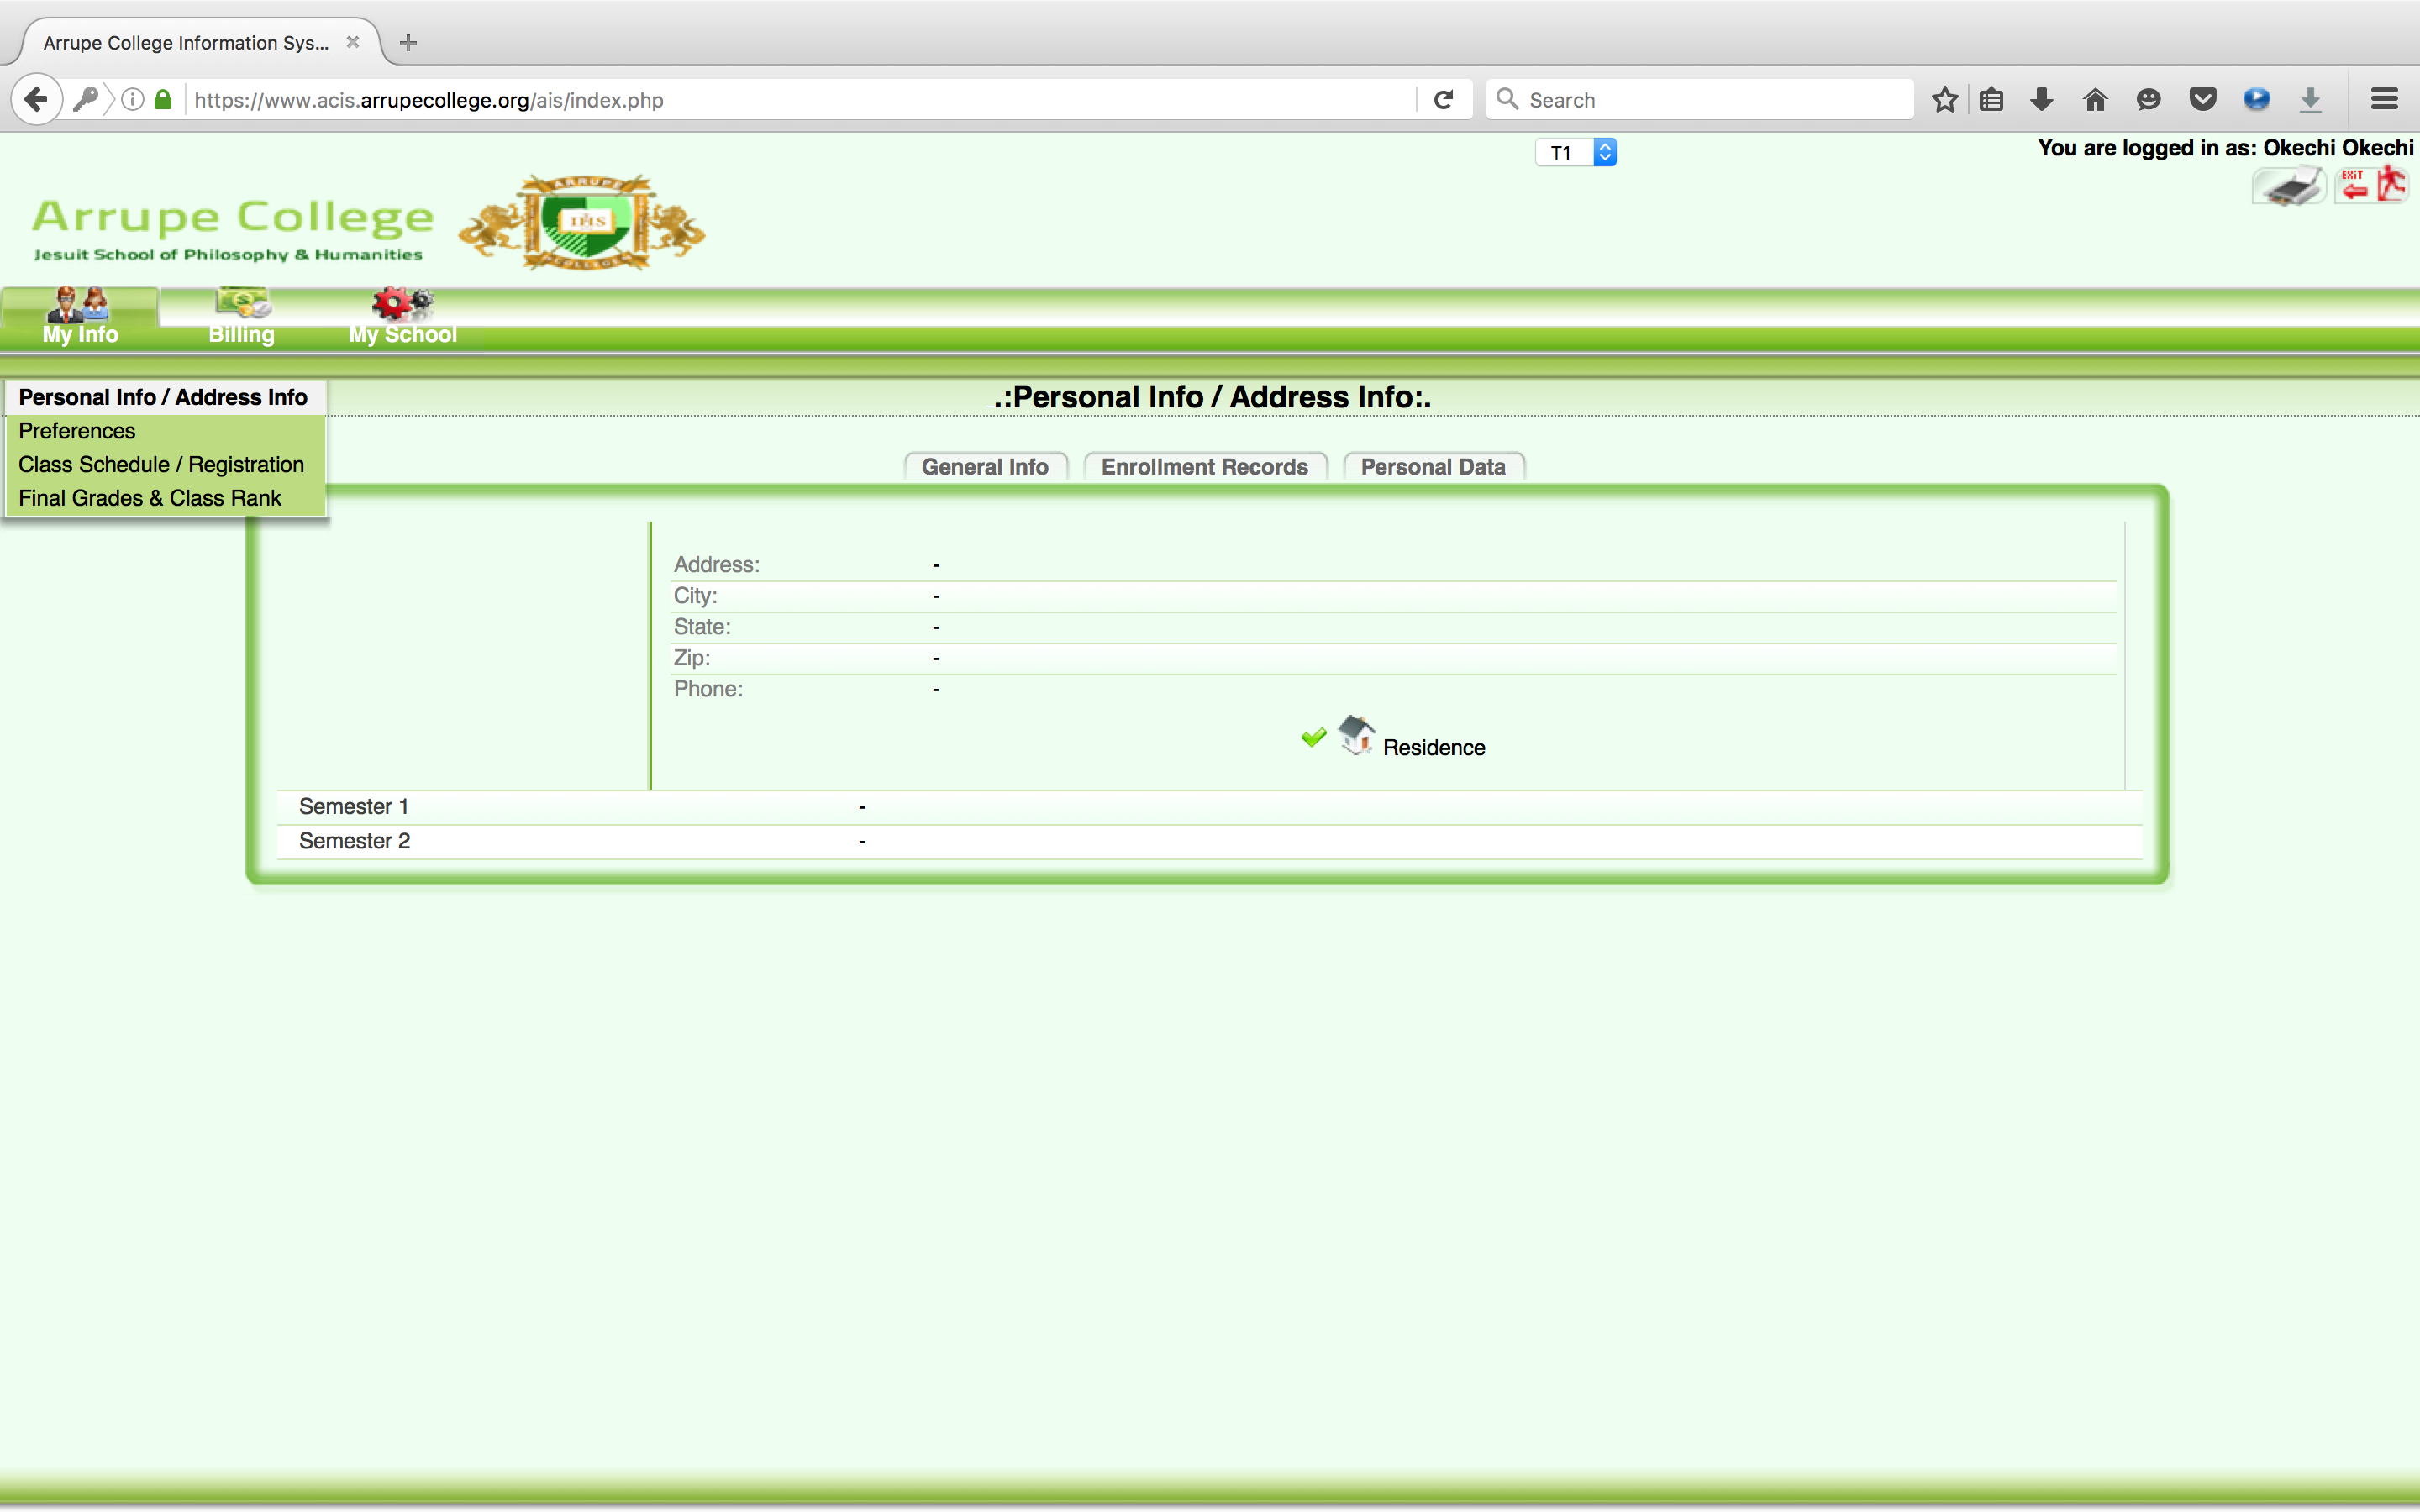 Arrupe College Information Sys...
https://www.acis.arrupecollege.org/ais/index.php
Search
T1
You are logged in as: Okechi Okechi
EXIT
ARRUPE
IHS
COLLEGE
Arrupe College
Jesuit School of Philosophy & Humanities
My Info
Billing
My School
Personal Info / Address Info
.:Personal Info / Address Info:.
Preferences
Class Schedule / Registration
Final Grades & Class Rank
General Info
Enrollment Records
Personal Data
Address: -
City: -
State: -
Zip: -
Phone: -
Residence
Semester 1 -
Semester 2 -